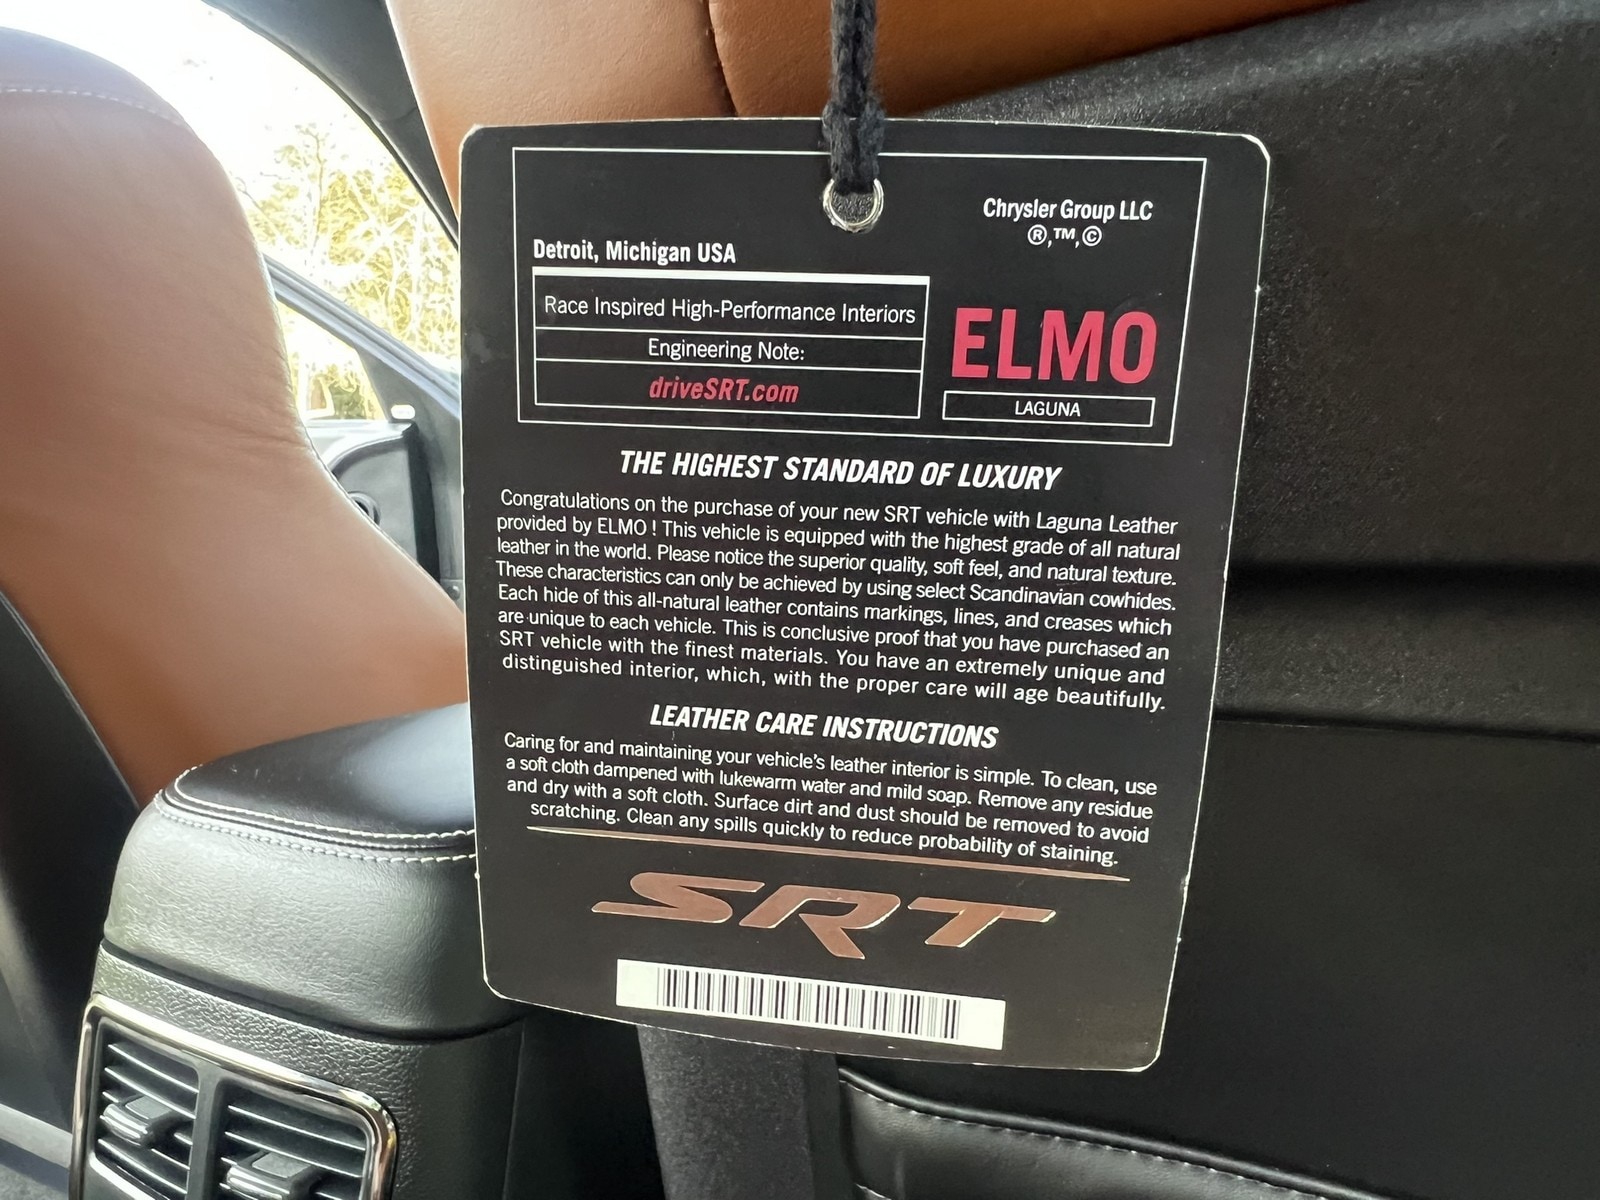 Chrysler Group LLC
®,™,©
Detroit, Michigan USA
Race Inspired High-Performance Interiors
Engineering Note:
driveSRT.com
ELMO
LAGUNA
THE HIGHEST STANDARD OF LUXURY
Congratulations on the purchase of your new SRT vehicle with Laguna Leather
provided by ELMO ! This vehicle is equipped with the highest grade of all natural
leather in the world. Please notice the superior quality, soft feel, and natural texture.
These characteristics can only be achieved by using select Scandinavian cowhides.
Each hide of this all-natural leather contains markings, lines, and creases which
are unique to each vehicle. This is conclusive proof that you have purchased an
SRT vehicle with the finest materials. You have an extremely unique and
distinguished interior, which, with the proper care will age beautifully.
LEATHER CARE INSTRUCTIONS
Caring for and maintaining your vehicle's leather interior is simple. To clean, use
a soft cloth dampened with lukewarm water and mild soap. Remove any residue
and dry with a soft cloth. Surface dirt and dust should be removed to avoid
scratching. Clean any spills quickly to reduce probability of staining.
SRT